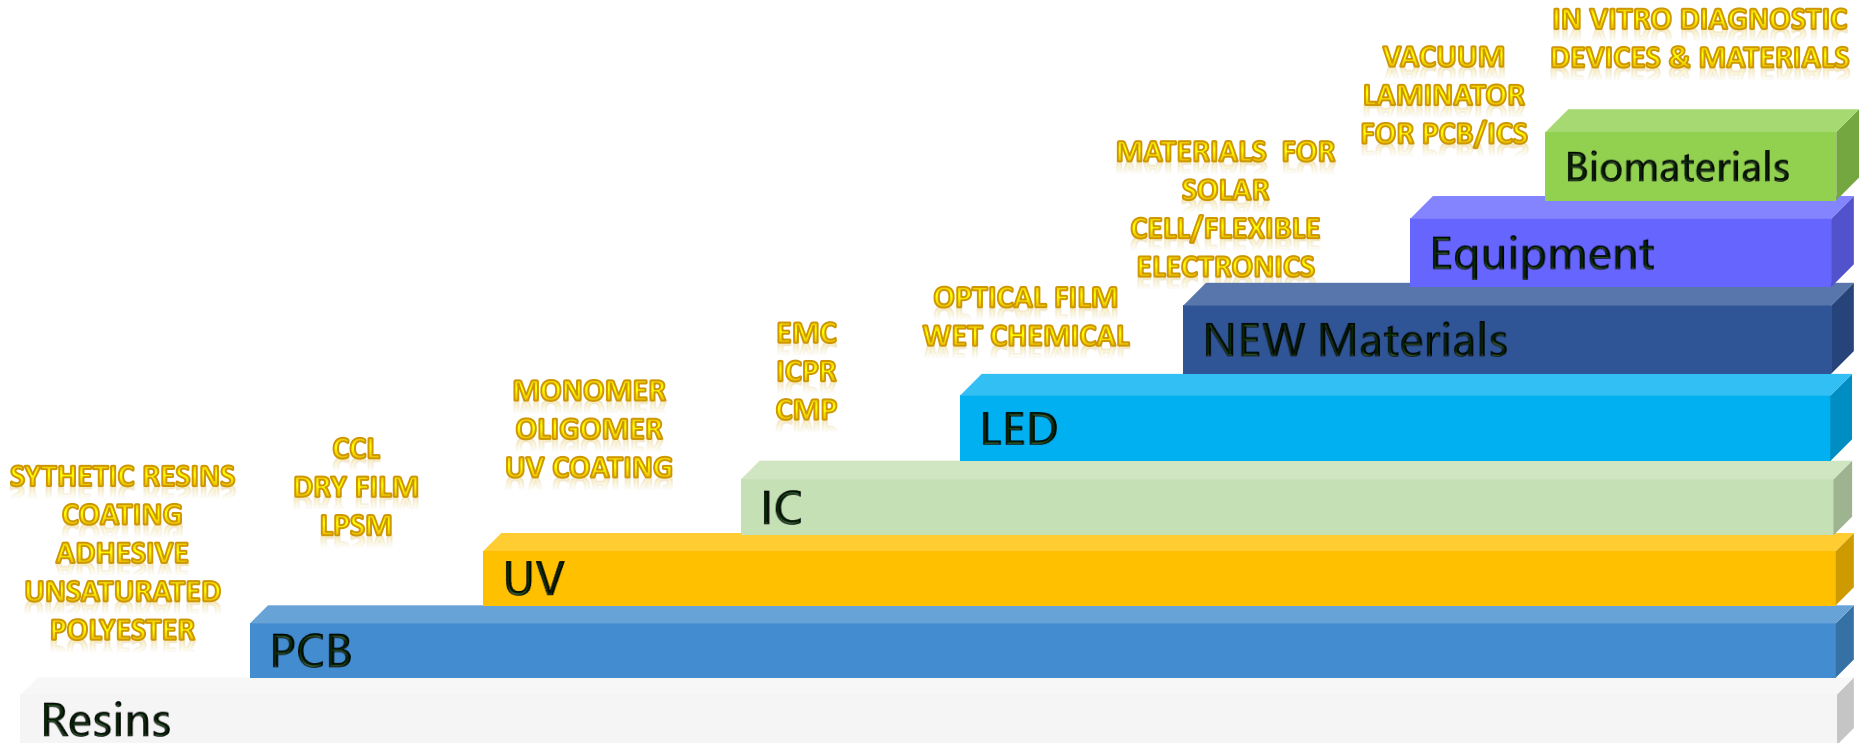 IN VITRO DIAGNOSTIC
DEVICES & MATERIALS
Biomaterials
VACUUM
LAMINATOR
FOR PCB/ICS
Equipment
MATERIALS FOR
SOLAR
CELL/FLEXIBLE
ELECTRONICS
NEW Materials
OPTICAL FILM
WET CHEMICAL
LED
EMC
ICPR
CMP
IC
MONOMER
OLIGOMER
UV COATING
UV
CCL
DRY FILM
LPSM
PCB
SYTHETIC RESINS
COATING
ADHESIVE
UNSATURATED
POLYESTER
Resins